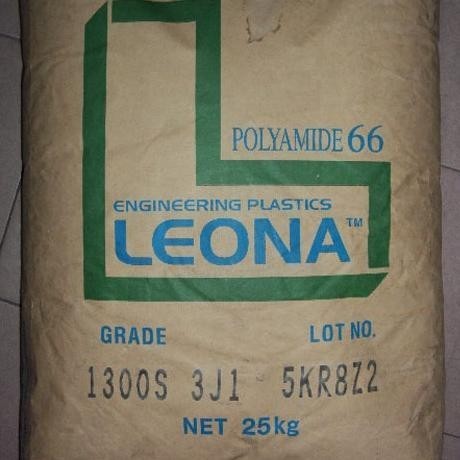 POLYAMIDE 66
ENGINEERING PLASTICS
LEONA™
GRADE LOT NO.
1300S 3J1 5KR8Z2
NET 25kg